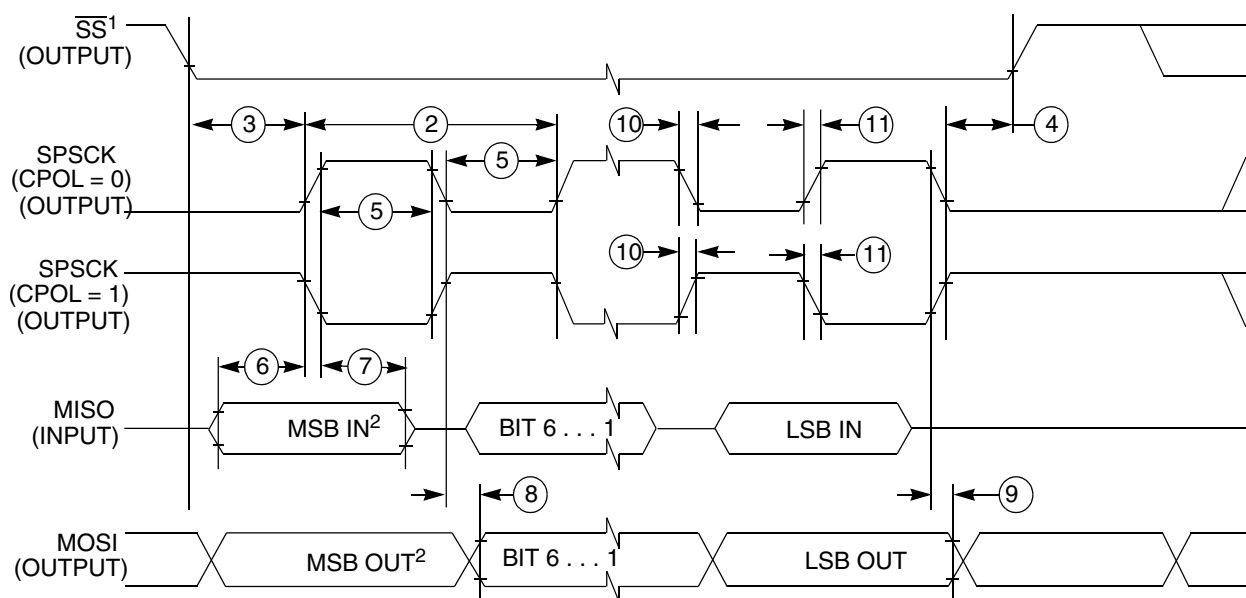 SS¹
(OUTPUT)
3
2
10
11
4
SPSCK
(CPOL = 0)
(OUTPUT)
5
5
SPSCK
(CPOL = 1)
(OUTPUT)
10
11
6
7
MISO
(INPUT)
MSB IN²
BIT 6 . . . 1
LSB IN
8
9
MOSI
(OUTPUT)
MSB OUT²
BIT 6 . . . 1
LSB OUT